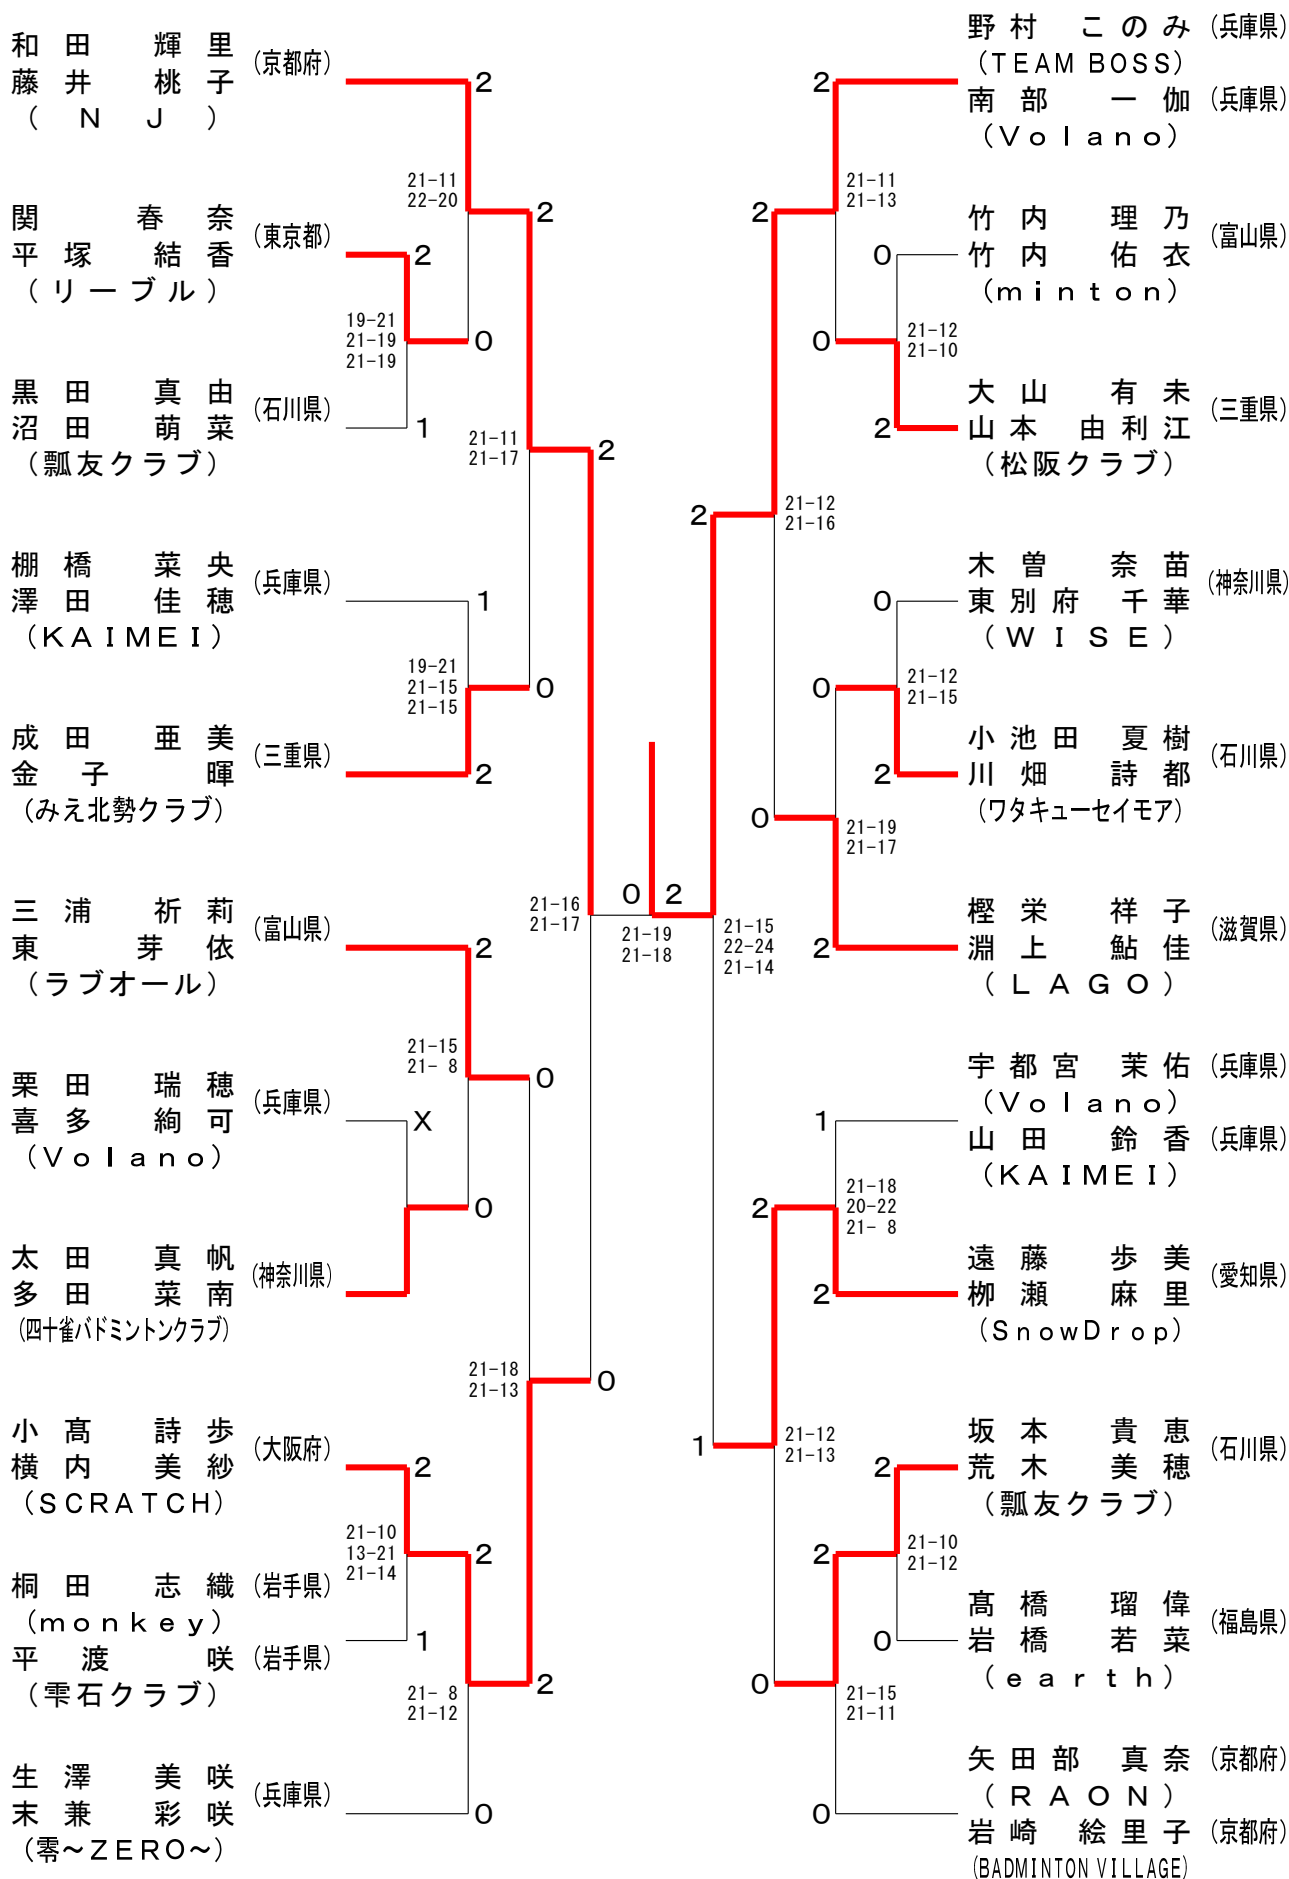 和田 輝里
藤井 桃子
(京都府)
(NJ)
2
21-11
22-20
2
関 春奈
平塚 結香
(東京都)
(リーブル)
2
19-21
21-19
21-19
0
黒田 真由
沼田 萌菜
(石川県)
(瓢友クラブ)
1
21-11
21-17
2
棚橋 菜央
澤田 佳穂
(兵庫県)
(KAIMEI)
1
19-21
21-15
21-15
0
成田 亜美
金子 暉
(三重県)
(みえ北勢クラブ)
2
三浦 祈莉
東 芽依
(富山県)
(ラブオール)
2
21-16
21-17
21-15
21- 8
0
栗田 瑞穂
喜多 絢可
(兵庫県)
(Volano)
X
0
太田 真帆
多田 菜南
(神奈川県)
(四十雀バドミントンクラブ)
21-18
21-13
0
小髙 詩歩
横内 美紗
(大阪府)
(SCRATCH)
2
21-10
13-21
21-14
2
桐田 志織 (岩手県)
(monkey)
平渡 咲 (岩手県)
(雫石クラブ)
1
21- 8
21-12
2
生澤 美咲
末兼 彩咲
(兵庫県)
(零~ZERO~)
0
0 2
21-19
21-18
野村 このみ (兵庫県)
(TEAM BOSS)
南部 一伽 (兵庫県)
(Volano)
2
2
21-11
21-13
竹内 理乃
竹内 佑衣
(富山県)
(minton)
0
0
21-12
21-10
大山 有未
山本 由利江
(三重県)
(松阪クラブ)
2
2
21-12
21-16
木曽 奈苗
東別府 千華
(神奈川県)
(WISE)
0
0
21-12
21-15
小池田 夏樹
川畑 詩都
(石川県)
(ワタキューセイモア)
2
0
21-19
21-17
樫栄 祥子
淵上 鮎佳
(滋賀県)
(LAGO)
2
21-15
22-24
21-14
宇都宮 茉佑 (兵庫県)
(Volano)
山田 鈴香 (兵庫県)
(KAIMEI)
1
2
21-18
20-22
21- 8
遠藤 歩美
栁瀬 麻里
(愛知県)
(SnowDrop)
2
1
21-12
21-13
坂本 貴恵
荒木 美穂
(石川県)
(瓢友クラブ)
2
2
21-10
21-12
髙橋 瑠偉
岩橋 若菜
(福島県)
(earth)
0
0
21-15
21-11
矢田部 真奈 (京都府)
(RAON)
岩崎 絵里子 (京都府)
(BADMINTON VILLAGE)
0